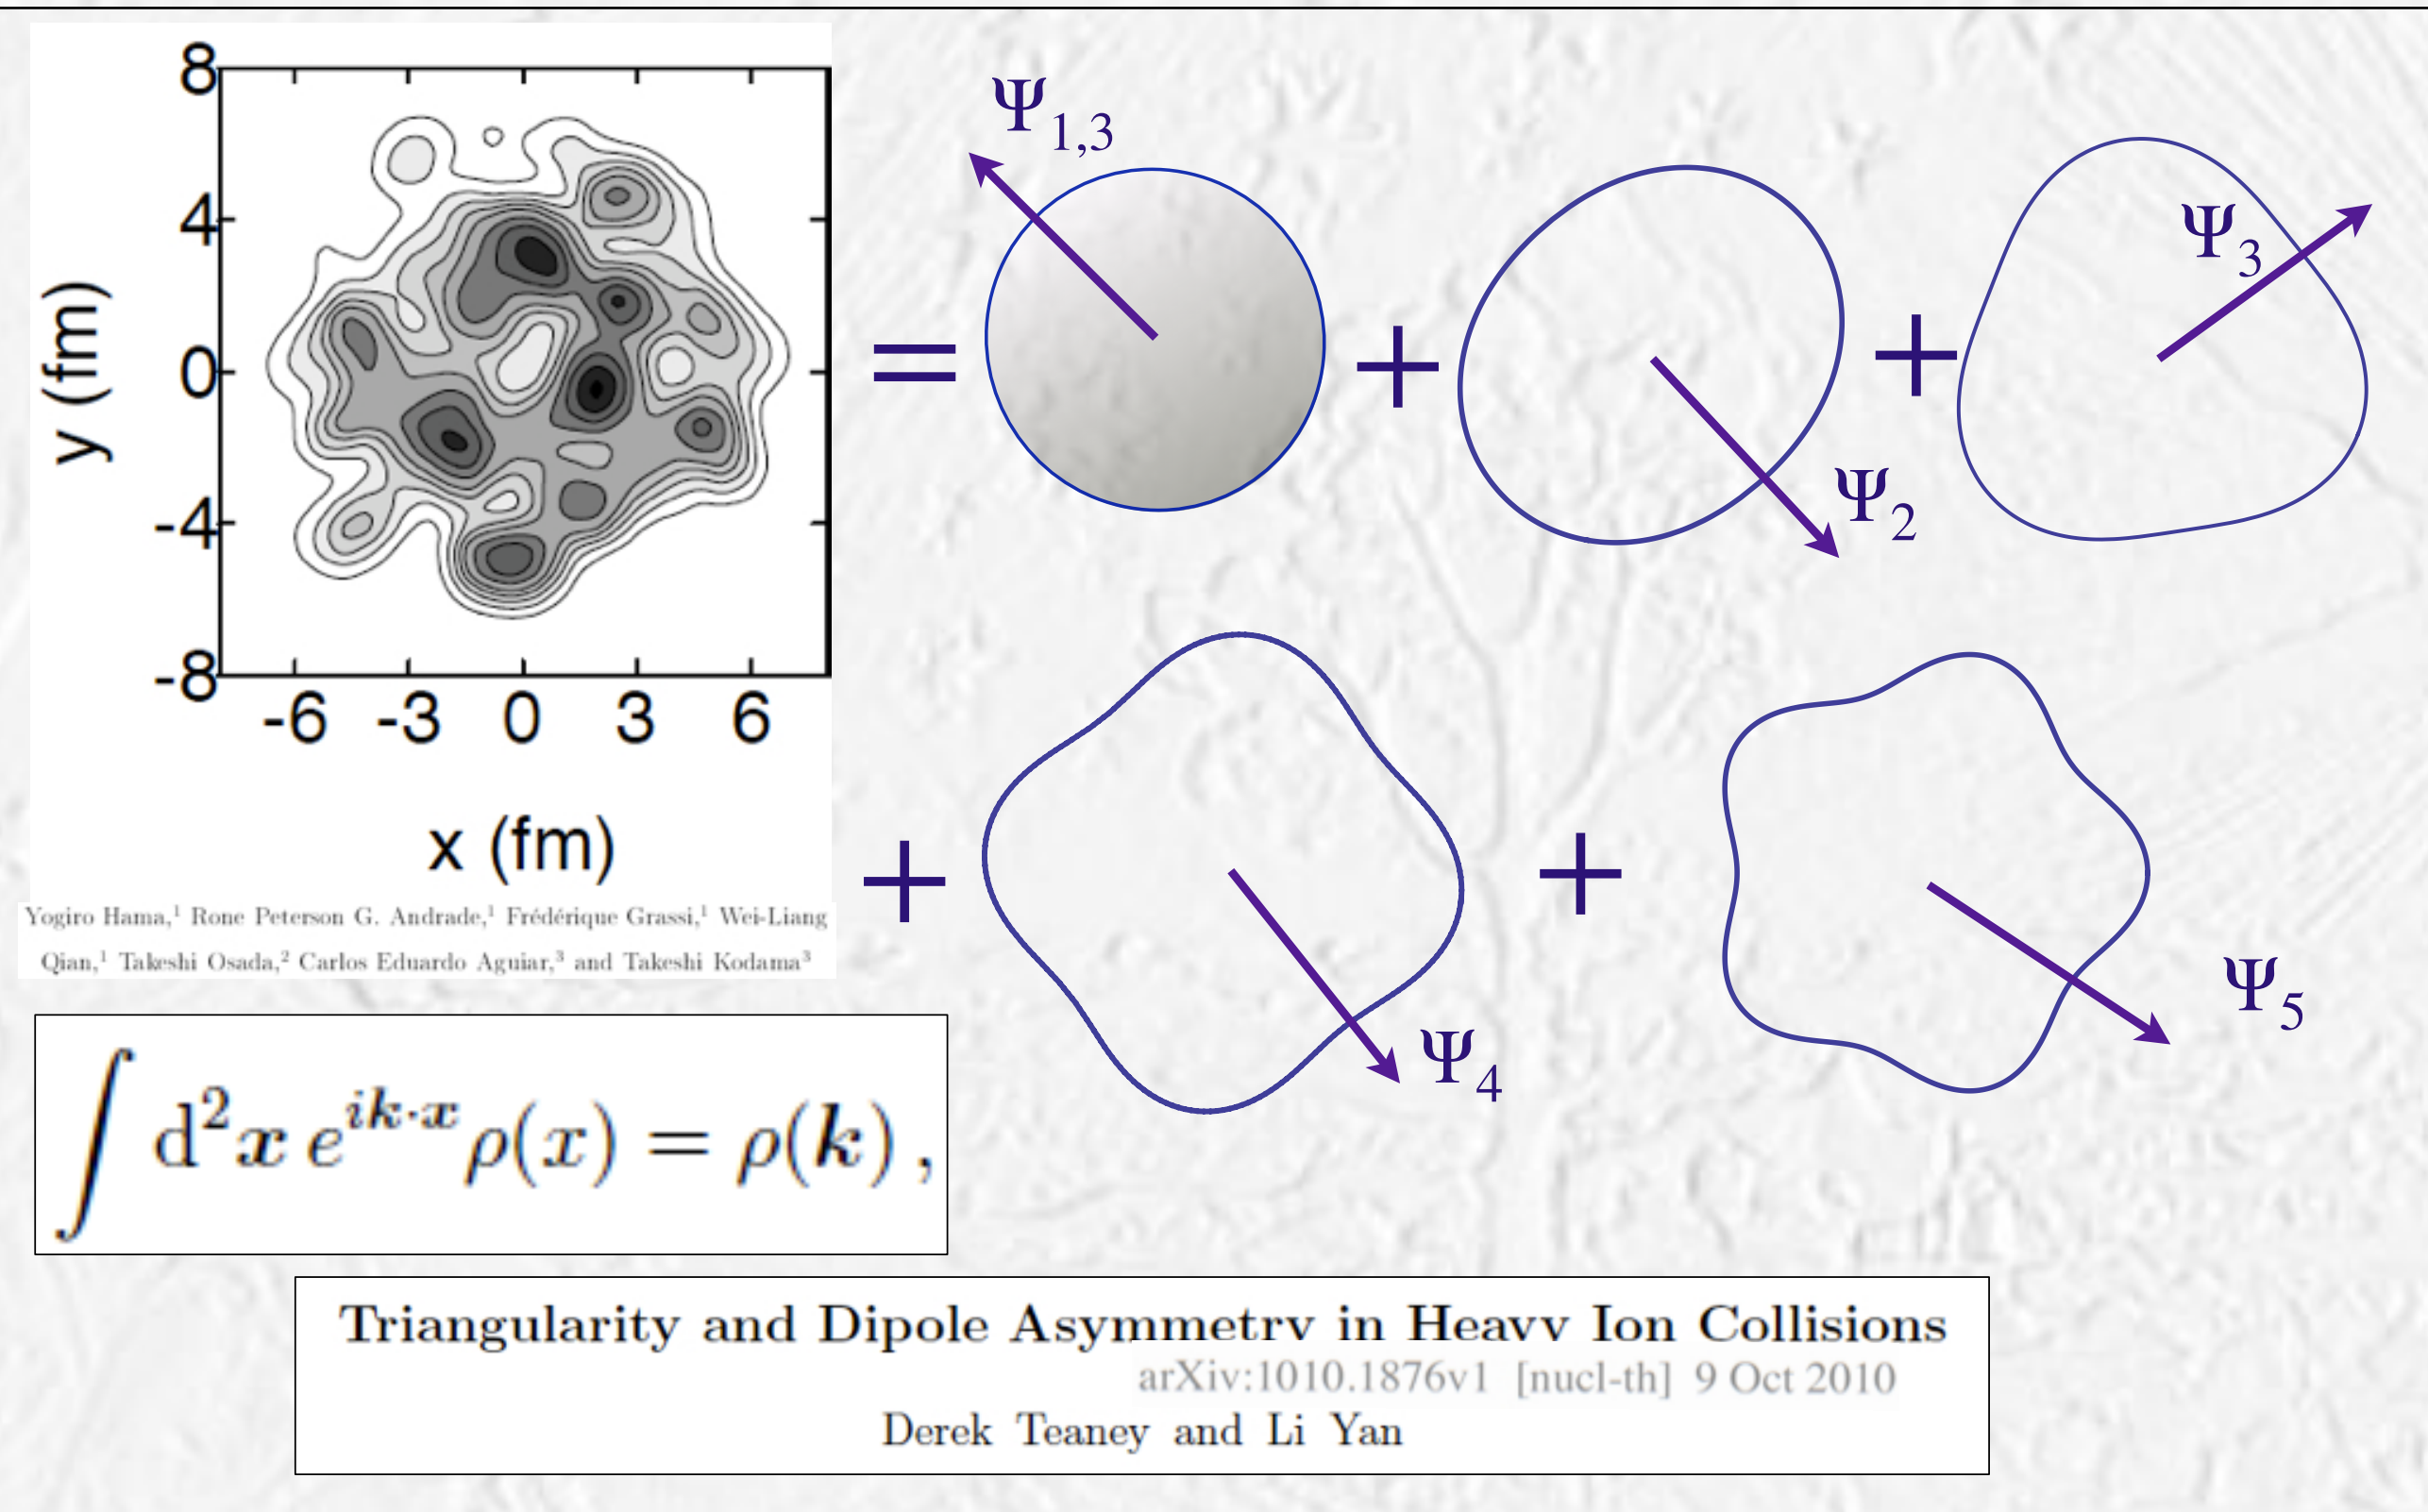 8
4
0
-4
-8
y (fm)
-6 -3 0 3 6
x (fm)
Yogiro Hama,¹ Rone Peterson G. Andrade,¹ Frédérique Grassi,¹ Wei-Liang
Qian,¹ Takeshi Osada,² Carlos Eduardo Aguiar,³ and Takeshi Kodama³
=
Ψ₁,₃
+
Ψ₂
+
Ψ₃
+
Ψ₄
+
Ψ₅
∫ d²x e^{ik·x} ρ(x) = ρ(k) ,
Triangularity and Dipole Asymmetry in Heavy Ion Collisions
arXiv:1010.1876v1 [nucl-th] 9 Oct 2010
Derek Teaney and Li Yan